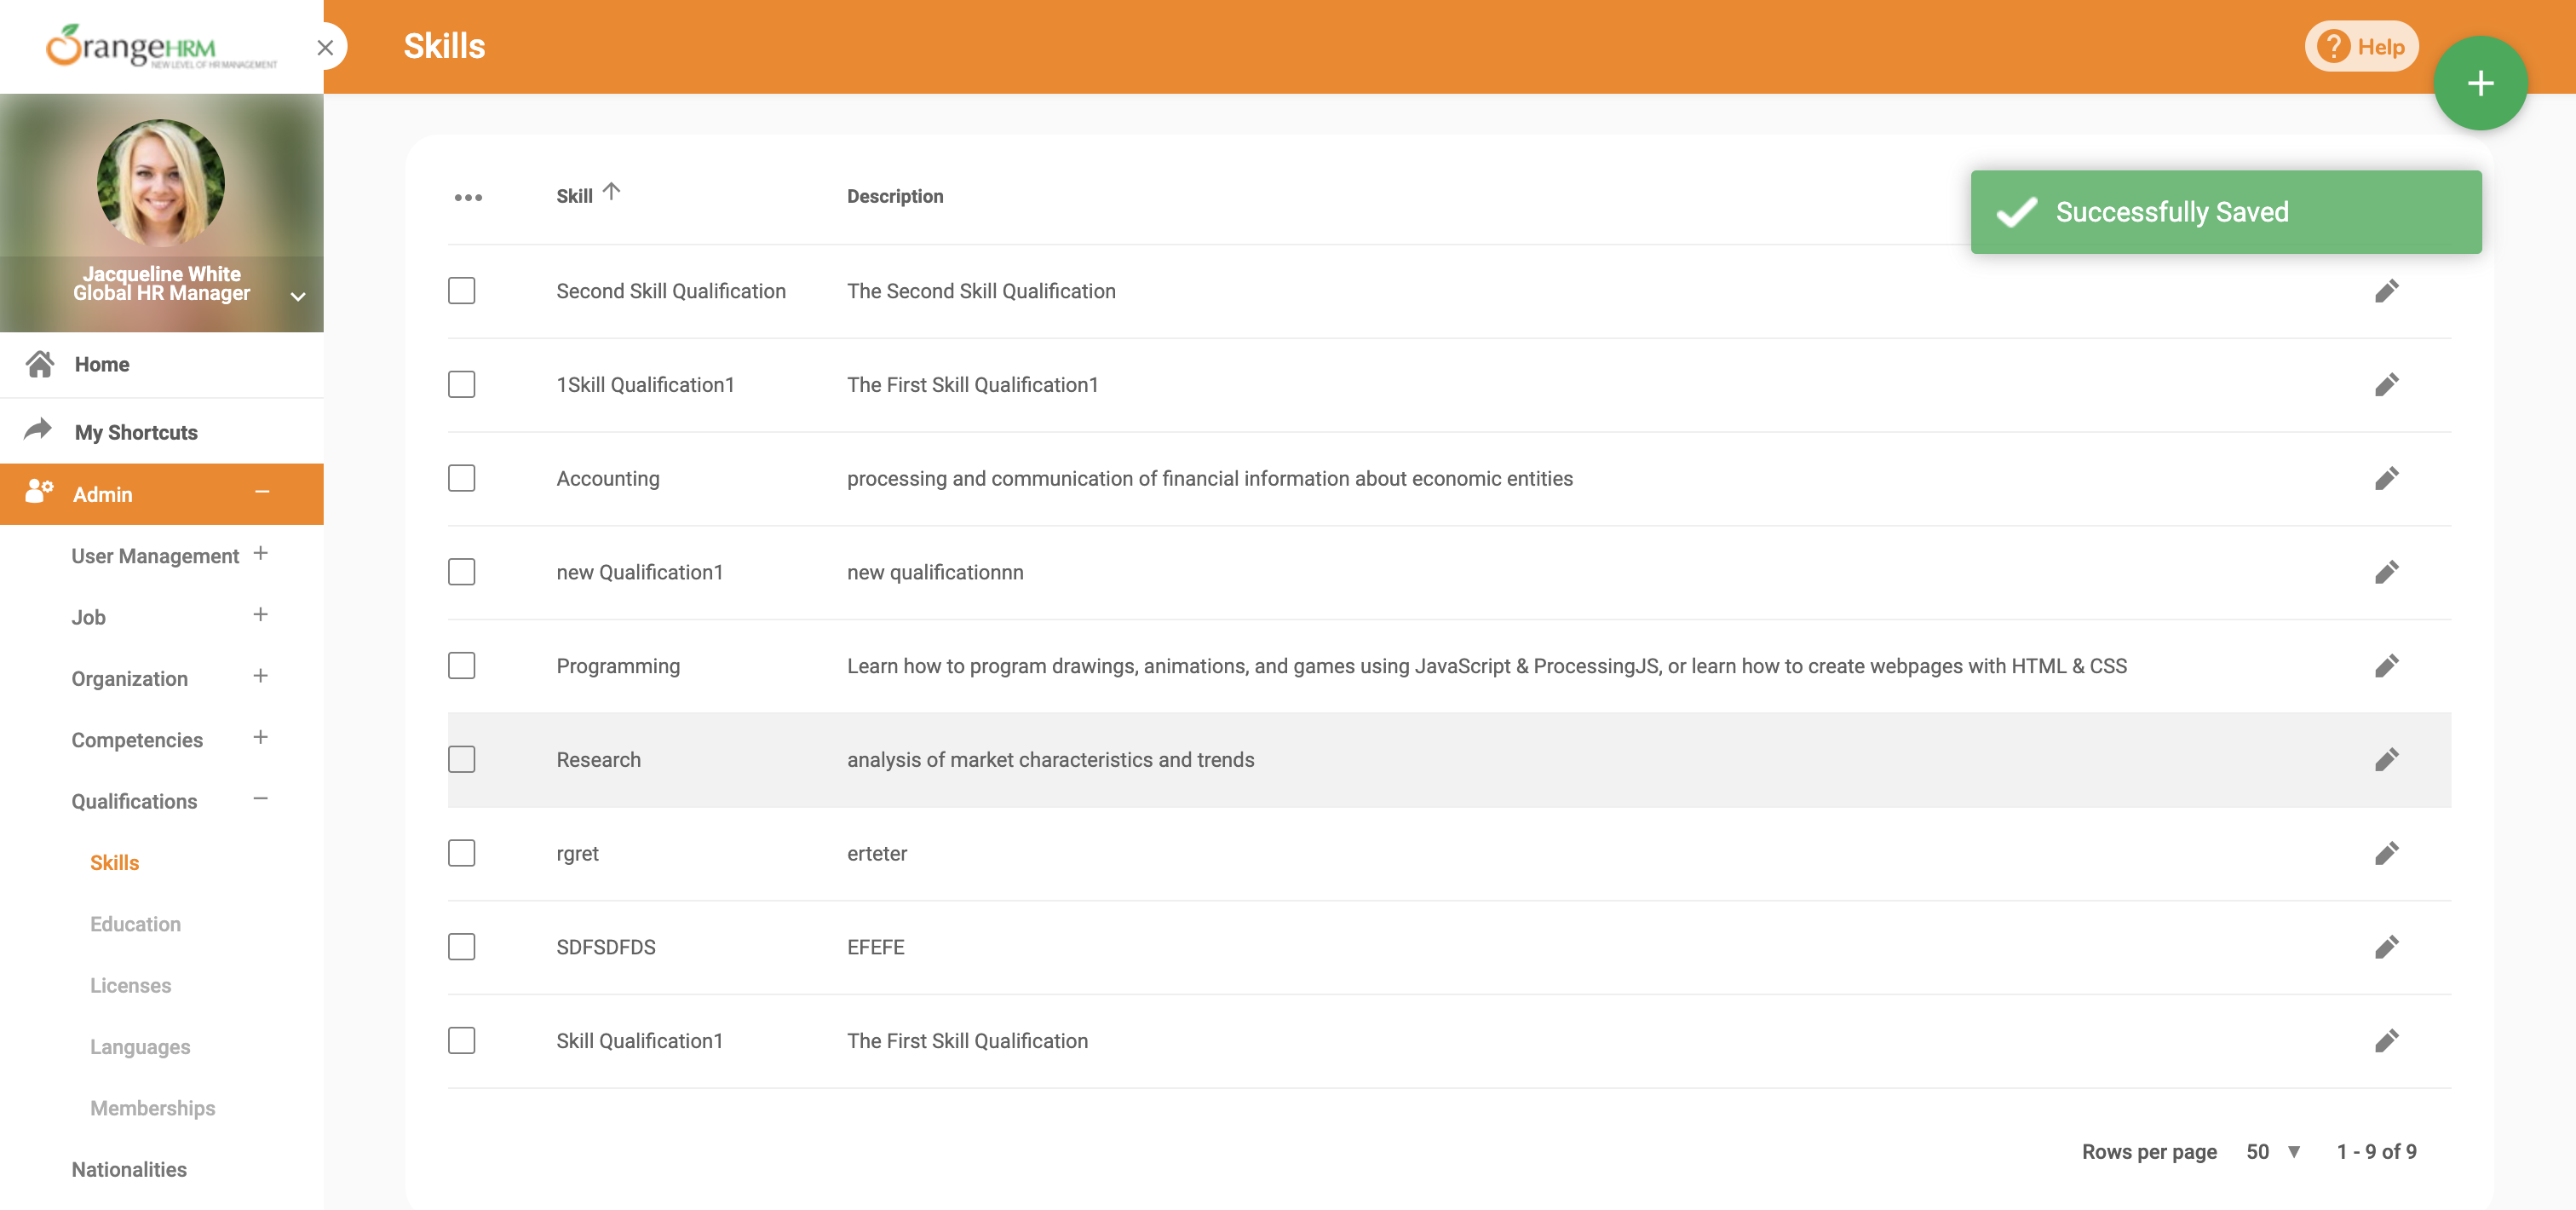 OrangeHRM
NEW LEVEL OF HR MANAGEMENT
Skills
? Help
Jacqueline White
Global HR Manager
Home
My Shortcuts
Admin
User Management
Job
Organization
Competencies
Qualifications
Skills
Education
Licenses
Languages
Memberships
Nationalities
Skill Description
Successfully Saved
Second Skill Qualification The Second Skill Qualification
1Skill Qualification1 The First Skill Qualification1
Accounting processing and communication of financial information about economic entities
new Qualification1 new qualificationnn
Programming Learn how to program drawings, animations, and games using JavaScript & ProcessingJS, or learn how to create webpages with HTML & CSS
Research analysis of market characteristics and trends
rgret erteter
SDFSDFDS EFEFE
Skill Qualification1 The First Skill Qualification
Rows per page 50 1 - 9 of 9